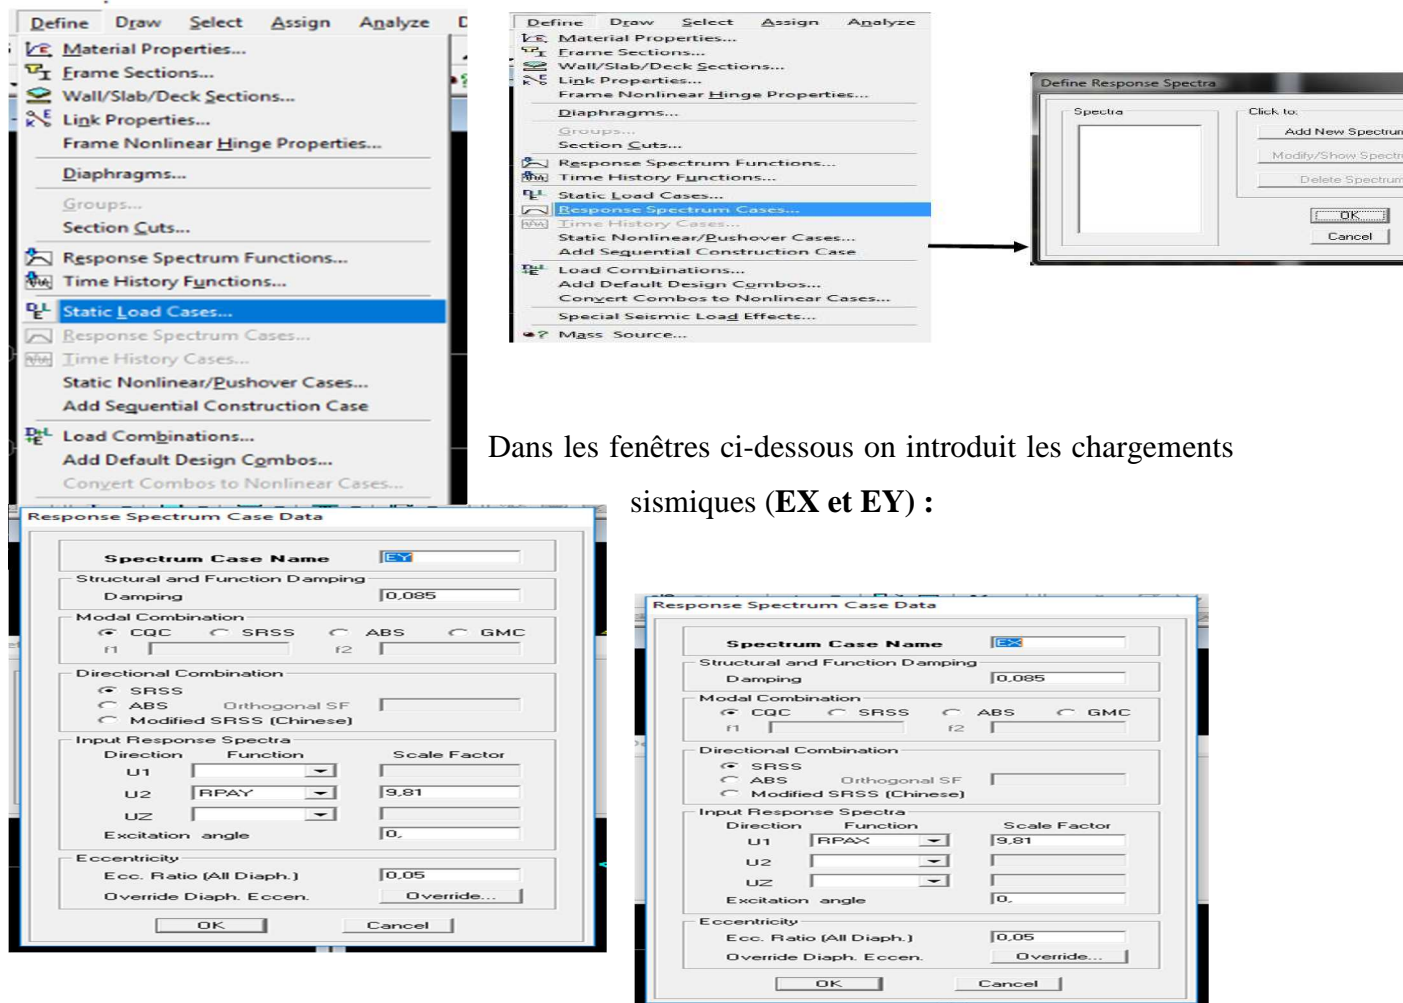 Define Draw Select Assign Analyze
Material Properties...
Frame Sections...
Wall/Slab/Deck Sections...
Link Properties...
Frame Nonlinear Hinge Properties...
Diaphragms...
Groups...
Section Cuts...
Response Spectrum Functions...
Time History Functions...
Static Load Cases...
Response Spectrum Cases...
Time History Cases...
Static Nonlinear/Pushover Cases...
Add Sequential Construction Case
Load Combinations...
Add Default Design Combos...
Convert Combos to Nonlinear Cases...
Define Draw Select Assign Analyze
Material Properties...
Frame Sections...
Wall/Slab/Deck Sections...
Link Properties...
Frame Nonlinear Hinge Properties...
Diaphragms...
Groups...
Section Cuts...
Response Spectrum Functions...
Time History Functions...
Static Load Cases...
Response Spectrum Cases...
Time History Cases...
Static Nonlinear/Pushover Cases...
Add Sequential Construction Case
Load Combinations...
Add Default Design Combos...
Convert Combos to Nonlinear Cases...
Special Seismic Load Effects...
Mass Source...
Define Response Spectra
Spectra
Click to:
Add New Spectrum
Modify/Show Spectru
Delete Spectrum
OK
Cancel
Dans les fenêtres ci-dessous on introduit les chargements
sismiques (EX et EY) :
Response Spectrum Case Data
Spectrum Case Name EY
Structural and Function Damping
Damping 0,085
Modal Combination
CQC SRSS ABS GMC
f1 f2
Directional Combination
SRSS
ABS Orthogonal SF
Modified SRSS (Chinese)
Input Response Spectra
Direction Function Scale Factor
U1
U2 RPAY 9,81
UZ
Excitation angle 0,
Eccentricity
Ecc. Ratio (All Diaph.) 0,05
Override Diaph. Eccen. Override...
OK Cancel
Response Spectrum Case Data
Spectrum Case Name EX
Structural and Function Damping
Damping 0,085
Modal Combination
CQC SRSS ABS GMC
f1 f2
Directional Combination
SRSS
ABS Orthogonal SF
Modified SRSS (Chinese)
Input Response Spectra
Direction Function Scale Factor
U1 RPAX 9,81
U2
UZ
Excitation angle 0,
Eccentricity
Ecc. Ratio (All Diaph.) 0,05
Override Diaph. Eccen. Override...
OK Cancel